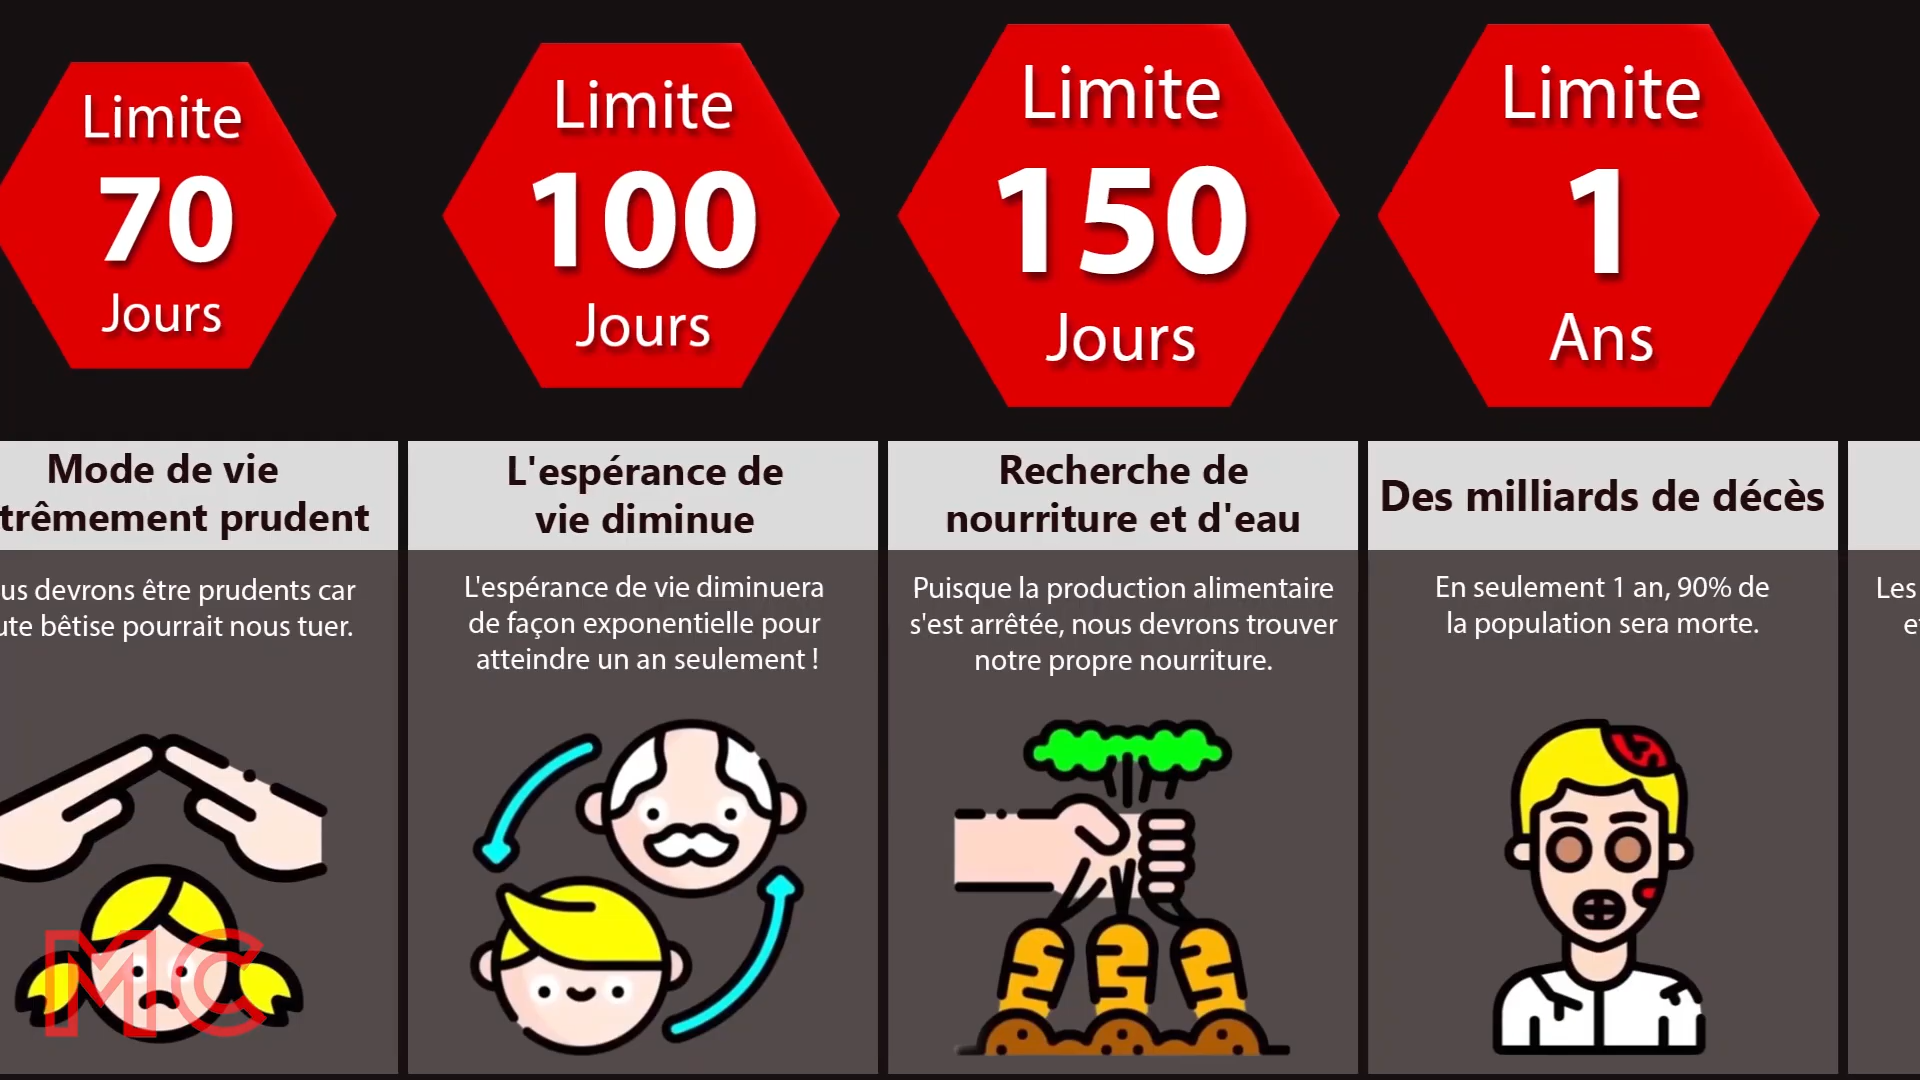 Limite
70
Jours
Mode de vie
trêmement prudent
us devrons être prudents car
ute bêtise pourrait nous tuer.
Limite
100
Jours
L'espérance de
vie diminue
L'espérance de vie diminuera
de façon exponentielle pour
atteindre un an seulement !
Limite
150
Jours
Recherche de
nourriture et d'eau
Puisque la production alimentaire
s'est arrêtée, nous devrons trouver
notre propre nourriture.
Limite
1
Ans
Des milliards de décès
En seulement 1 an, 90% de
la population sera morte.
Les
MC